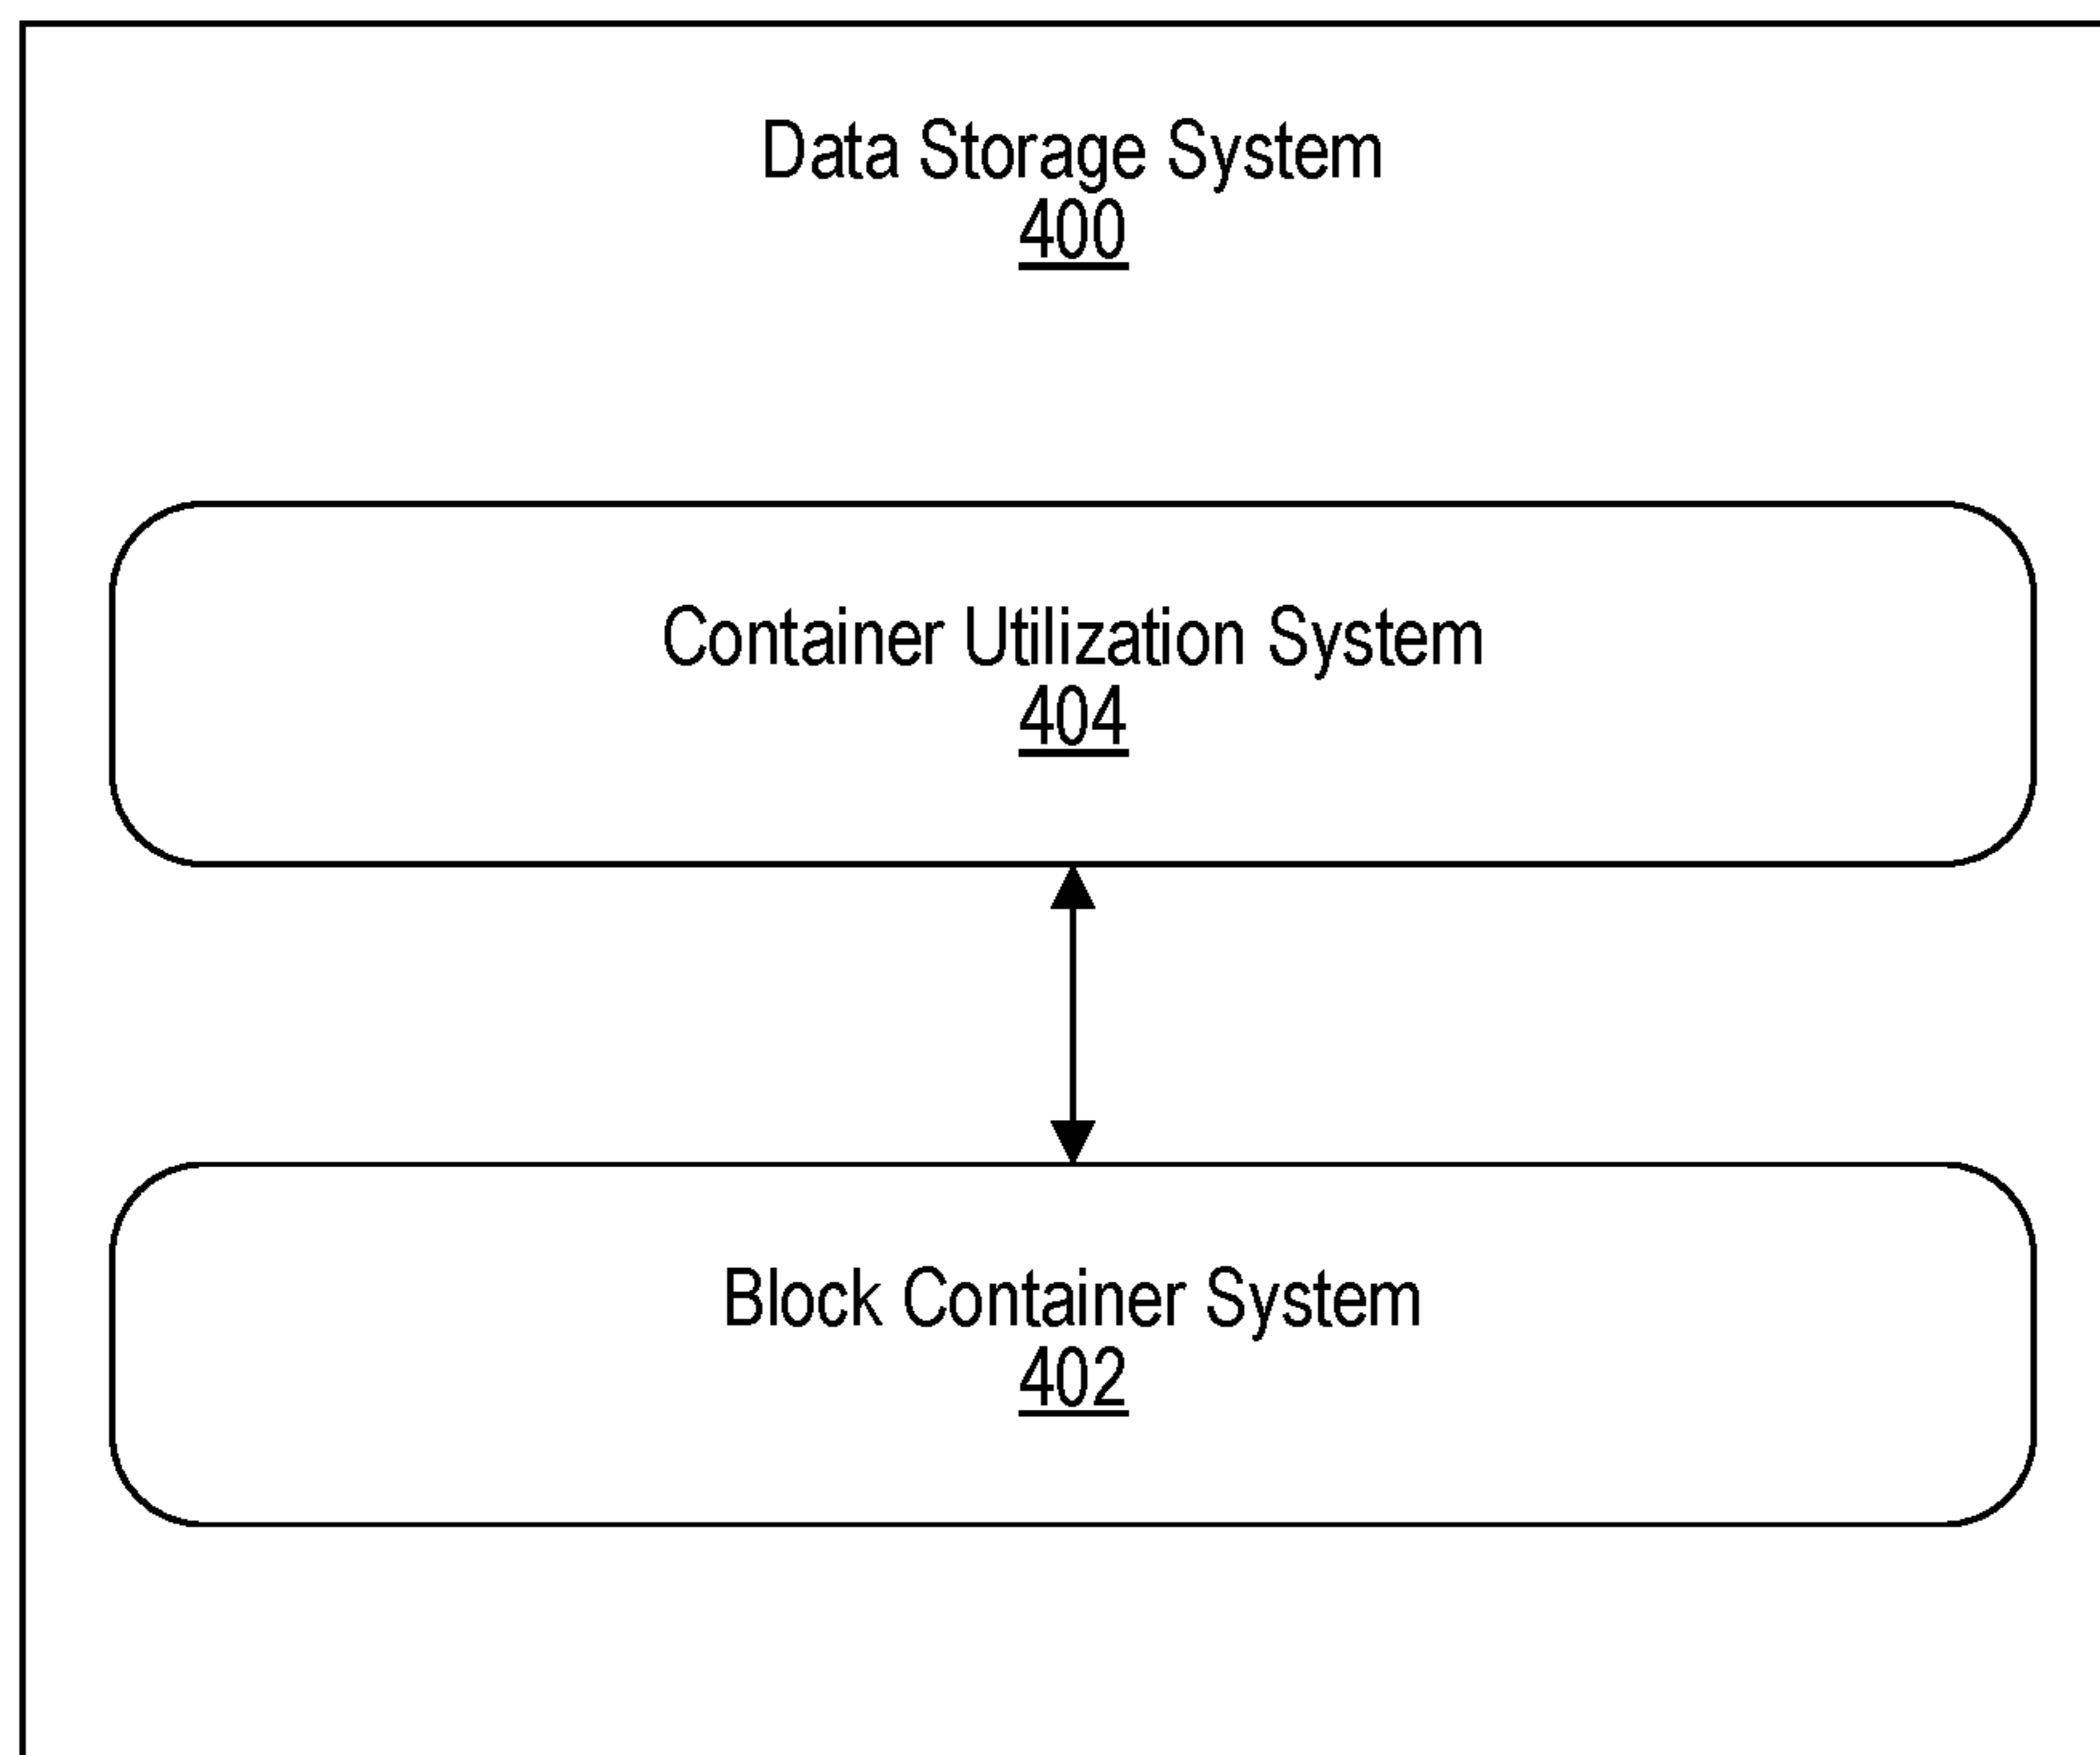 Data Storage System
400
Container Utilization System
404
Block Container System
402